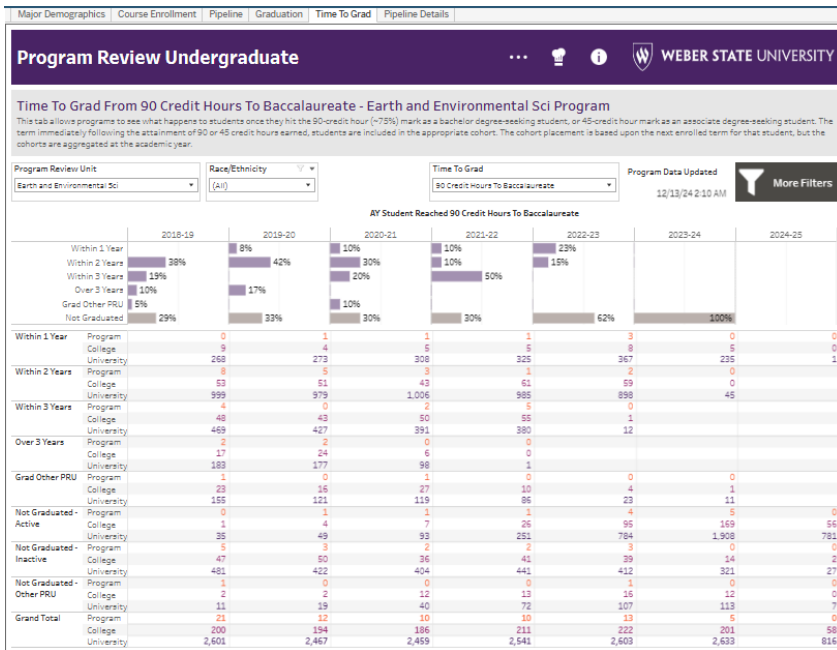 Major Demographics Course Enrollment Pipeline Graduation Time To Grad Pipeline Details
Program Review Undergraduate ... i W WEBER STATE UNIVERSITY
Time To Grad From 90 Credit Hours To Baccalaureate - Earth and Environmental Sci Program
This tab allows programs to see what happens to students once they hit the 90-credit hour (~75%) mark as a bachelor degree-seeking student, or 45-credit hour mark as an associate degree-seeking student. The
term immediately following the attainment of 90 or 45 credit hours earned, students are included in the appropriate cohort. The cohort placement is based upon the next enrolled term for that student, but the
cohorts are aggregated at the academic year.
Program Review Unit Race/Ethnicity Time To Grad Program Data Updated More Filters
Earth and Environmental Sci (All) 90 Credit Hours To Baccalaureate 12/13/24 2:10 AM
AY Student Reached 90 Credit Hours To Baccalaureate
2018-19 2019-20 2020-21 2021-22 2022-23 2023-24 2024-25
Within 1 Year 8% 10% 10% 23%
Within 2 Years 38% 42% 30% 10% 15%
Within 3 Years 19% 20% 50%
Over 3 Years 10% 17%
Grad Other PRU 5% 10%
Not Graduated 29% 33% 30% 30% 62% 100%
Within 1 Year Program 0 1 1 1 3 0 0
College 9 4 5 5 8 5 0
University 268 273 308 325 367 235 1
Within 2 Years Program 8 5 3 1 2 0
College 53 51 43 61 59 0
University 999 979 1,006 985 898 45
Within 3 Years Program 4 0 2 5 0
College 48 43 50 55 1
University 469 427 391 380 12
Over 3 Years Program 2 2 0 0
College 17 24 6 0
University 183 177 98 1
Grad Other PRU Program 1 0 1 0 0 0
College 23 16 27 10 4 1
University 155 121 119 86 23 11
Not Graduated - Program 0 1 1 1 4 5 0
Active College 1 4 7 26 95 169 56
University 35 49 93 251 784 1,908 781
Not Graduated - Program 5 3 2 2 3 0 0
Inactive College 47 50 36 41 39 14 2
University 481 422 404 441 412 321 27
Not Graduated - Program 1 0 0 0 1 0 0
Other PRU College 2 2 12 13 16 12 0
University 11 19 40 72 107 113 7
Grand Total Program 21 12 10 10 13 5 0
College 200 194 186 211 222 201 58
University 2,601 2,467 2,459 2,541 2,603 2,633 816